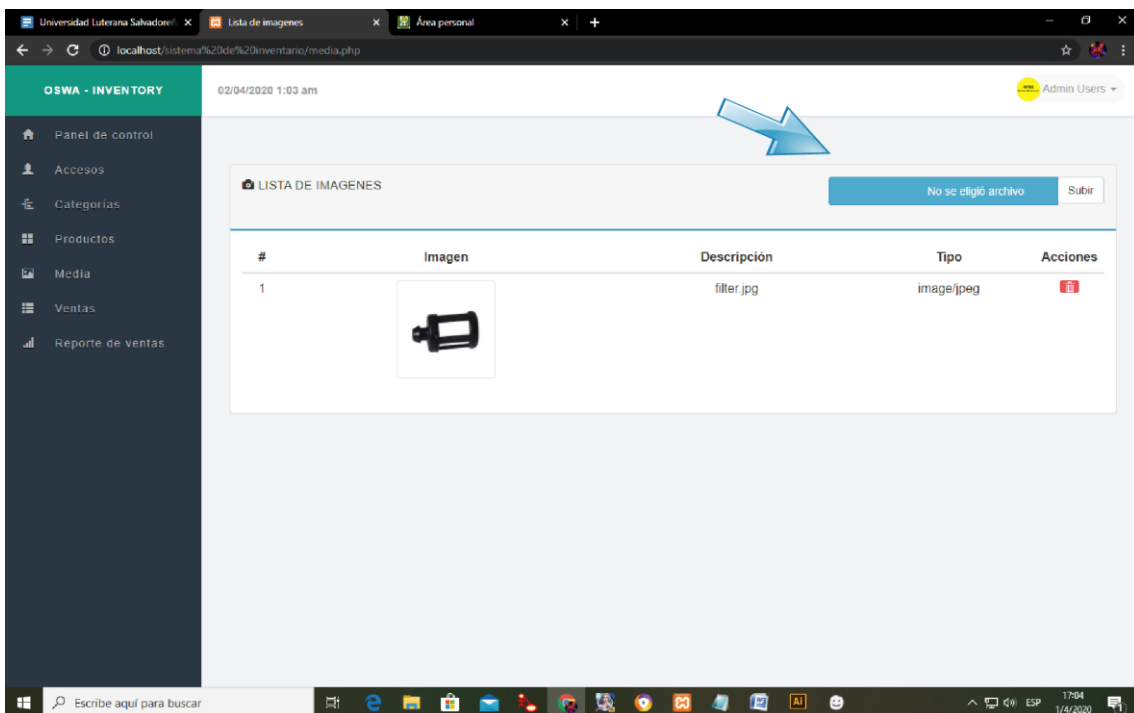 Universidad Luterana Salvadoreñ
Lista de imagenes
Área personal
localhost/sistema%20de%20inventario/media.php
OSWA - INVENTORY
02/04/2020 1:03 am
Admin Users
Panel de control
Accesos
Categorías
Productos
Media
Ventas
Reporte de ventas
LISTA DE IMAGENES
No se eligió archivo
Subir
# Imagen Descripción Tipo Acciones
1 filter.jpg image/jpeg
Escribe aquí para buscar
Ai
ESP
17:04
1/4/2020